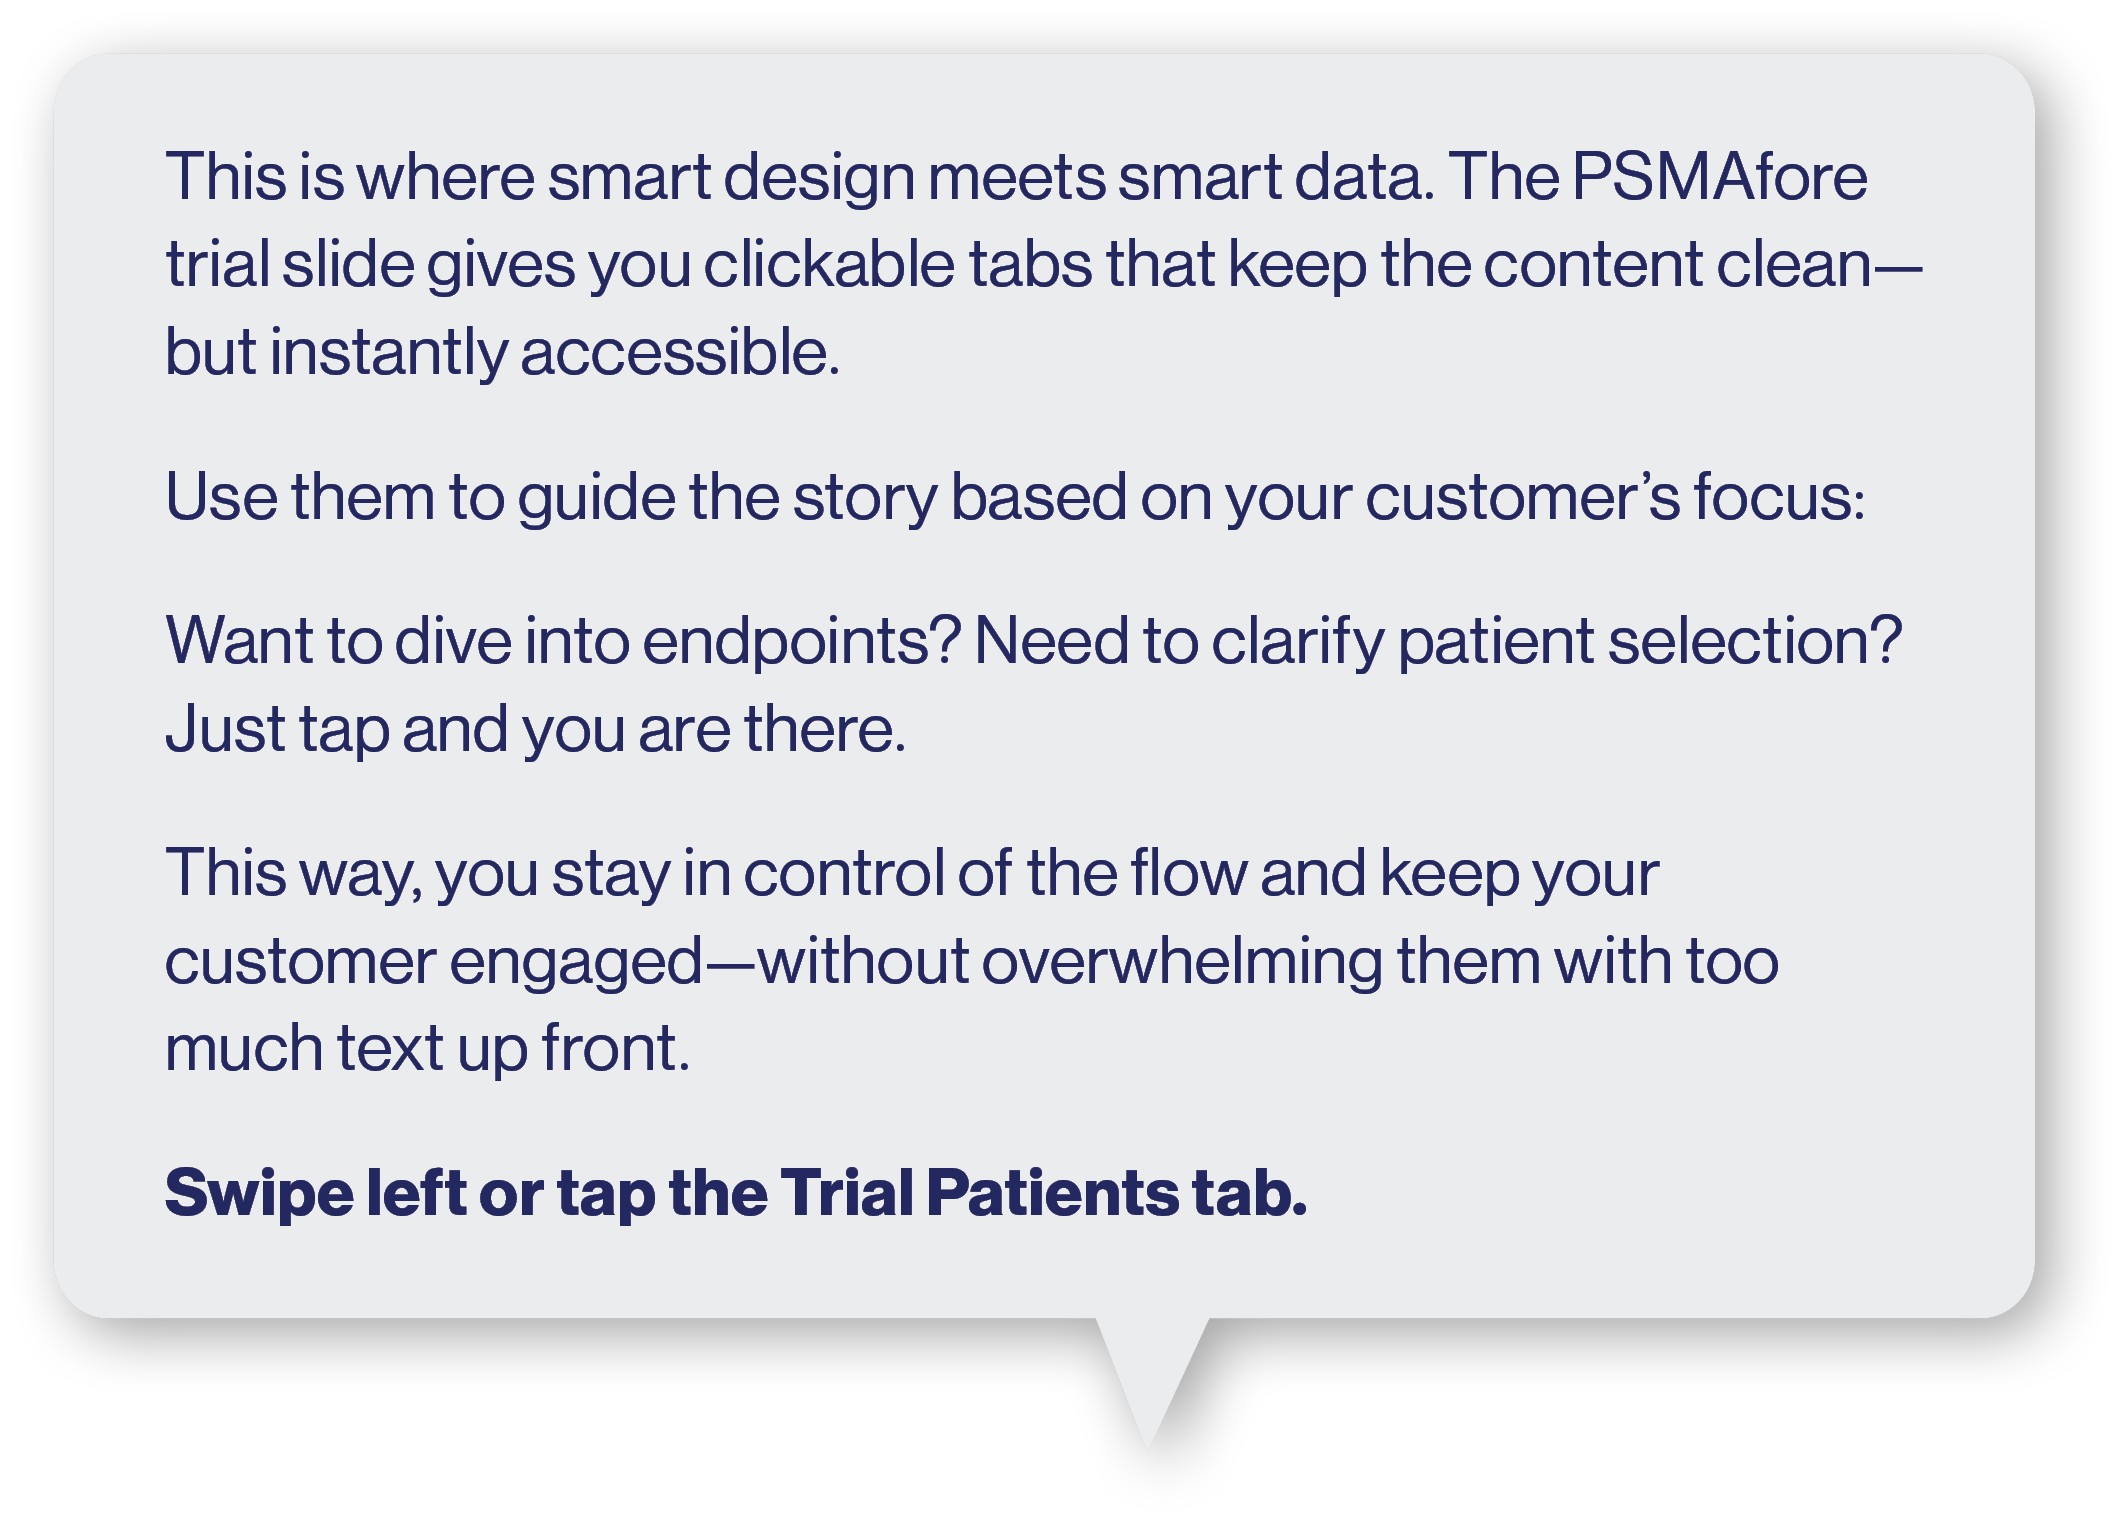 This is where smart design meets smart data. The PSMAfore
trial slide gives you clickable tabs that keep the content clean—
but instantly accessible.
Use them to guide the story based on your customer’s focus:
Want to dive into endpoints? Need to clarify patient selection?
Just tap and you are there.
This way, you stay in control of the flow and keep your
customer engaged—without overwhelming them with too
much text up front.
Swipe left or tap the Trial Patients tab.